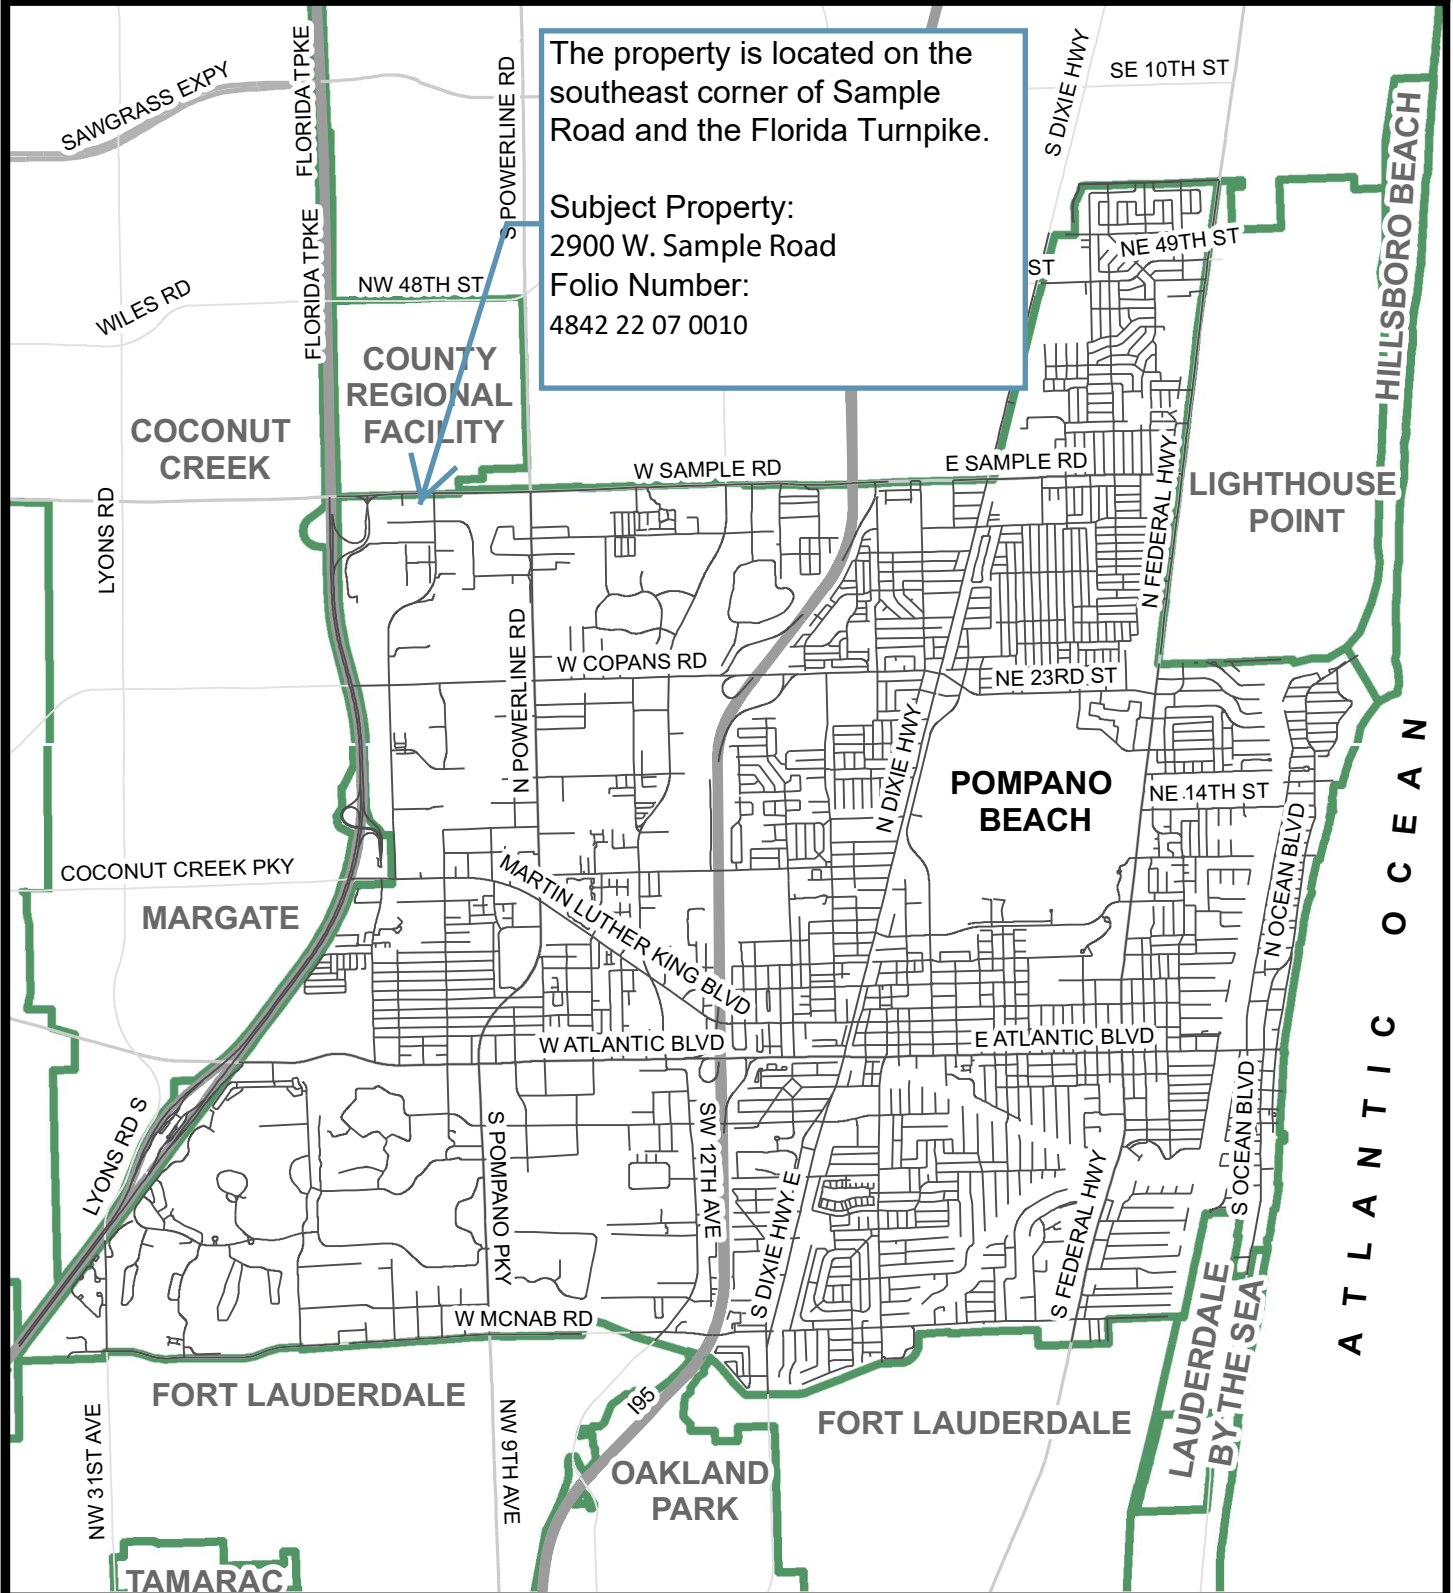 The property is located on the
southeast corner of Sample
Road and the Florida Turnpike.
Subject Property:
2900 W. Sample Road
Folio Number:
4842 22 07 0010
SAWGRASS EXPY
FLORIDA TPKE
S POWERLINE RD
S DIXIE HWY
SE 10TH ST
HILLSBORO BEACH
FLORIDA TPKE
NE 49TH ST
ST
WILES RD
NW 48TH ST
COUNTY
REGIONAL
FACILITY
COCONUT
CREEK
W SAMPLE RD
E SAMPLE RD
LIGHTHOUSE
POINT
LYONS RD
N FEDERAL HWY
N POWERLINE RD
W COPANS RD
NE 23RD ST
N DIXIE HWY
POMPANO
BEACH
NE 14TH ST
N OCEAN BLVD
ATLANTIC OCEAN
COCONUT CREEK PKY
MARTIN LUTHER KING BLVD
MARGATE
W ATLANTIC BLVD
E ATLANTIC BLVD
LYONS RD S
S POMPANO PKY
SW 12TH AVE
S DIXIE HWY E
S FEDERAL HWY
S OCEAN BLVD
W MCNAB RD
LAUDERDALE
BY THE SEA
FORT LAUDERDALE
I95
FORT LAUDERDALE
NW 31ST AVE
NW 9TH AVE
OAKLAND
PARK
TAMARAC